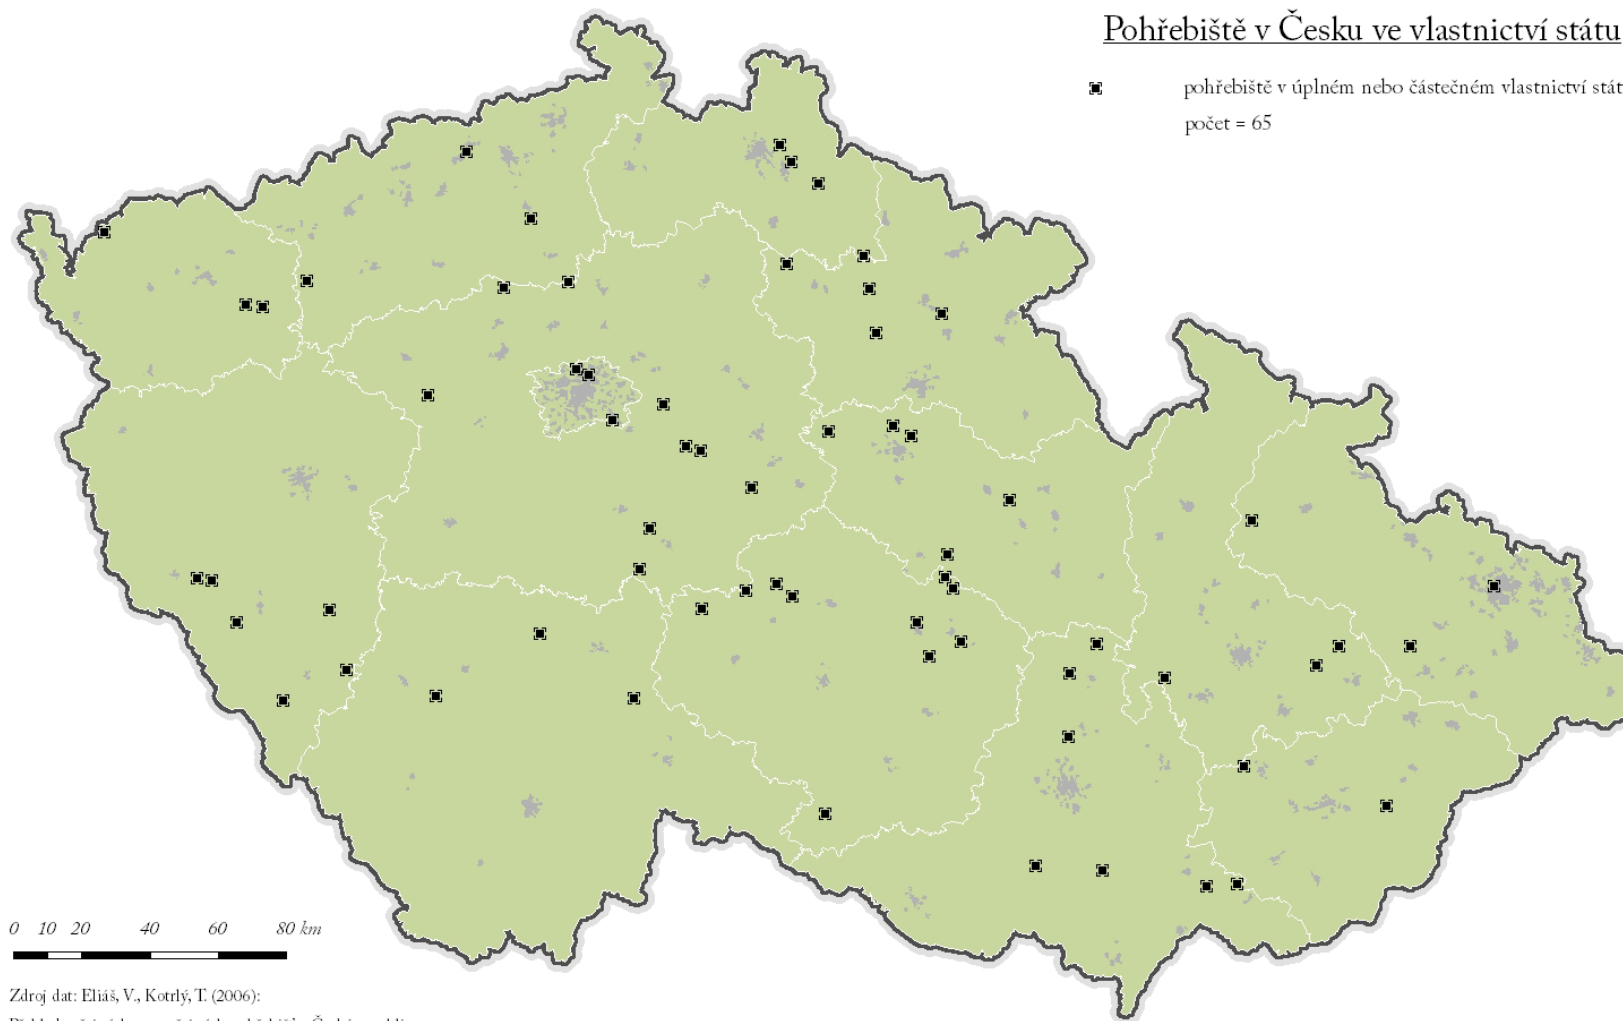 Pohřebiště v Česku ve vlastnictví státu
pohřebiště v úplném nebo částečném vlastnictví stát
počet = 65
0 10 20 40 60 80 km
Zdroj dat: Eliáš, V., Kotrlý, T. (2006):